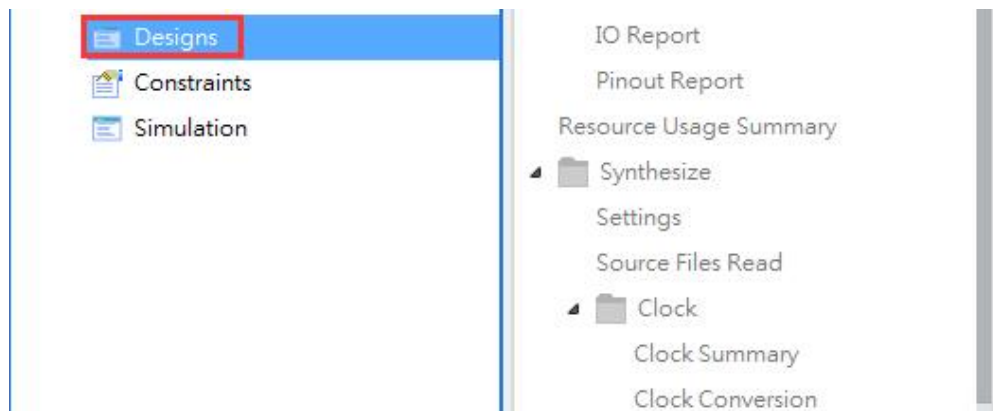 Designs
Constraints
Simulation
IO Report
Pinout Report
Resource Usage Summary
Synthesize
Settings
Source Files Read
Clock
Clock Summary
Clock Conversion